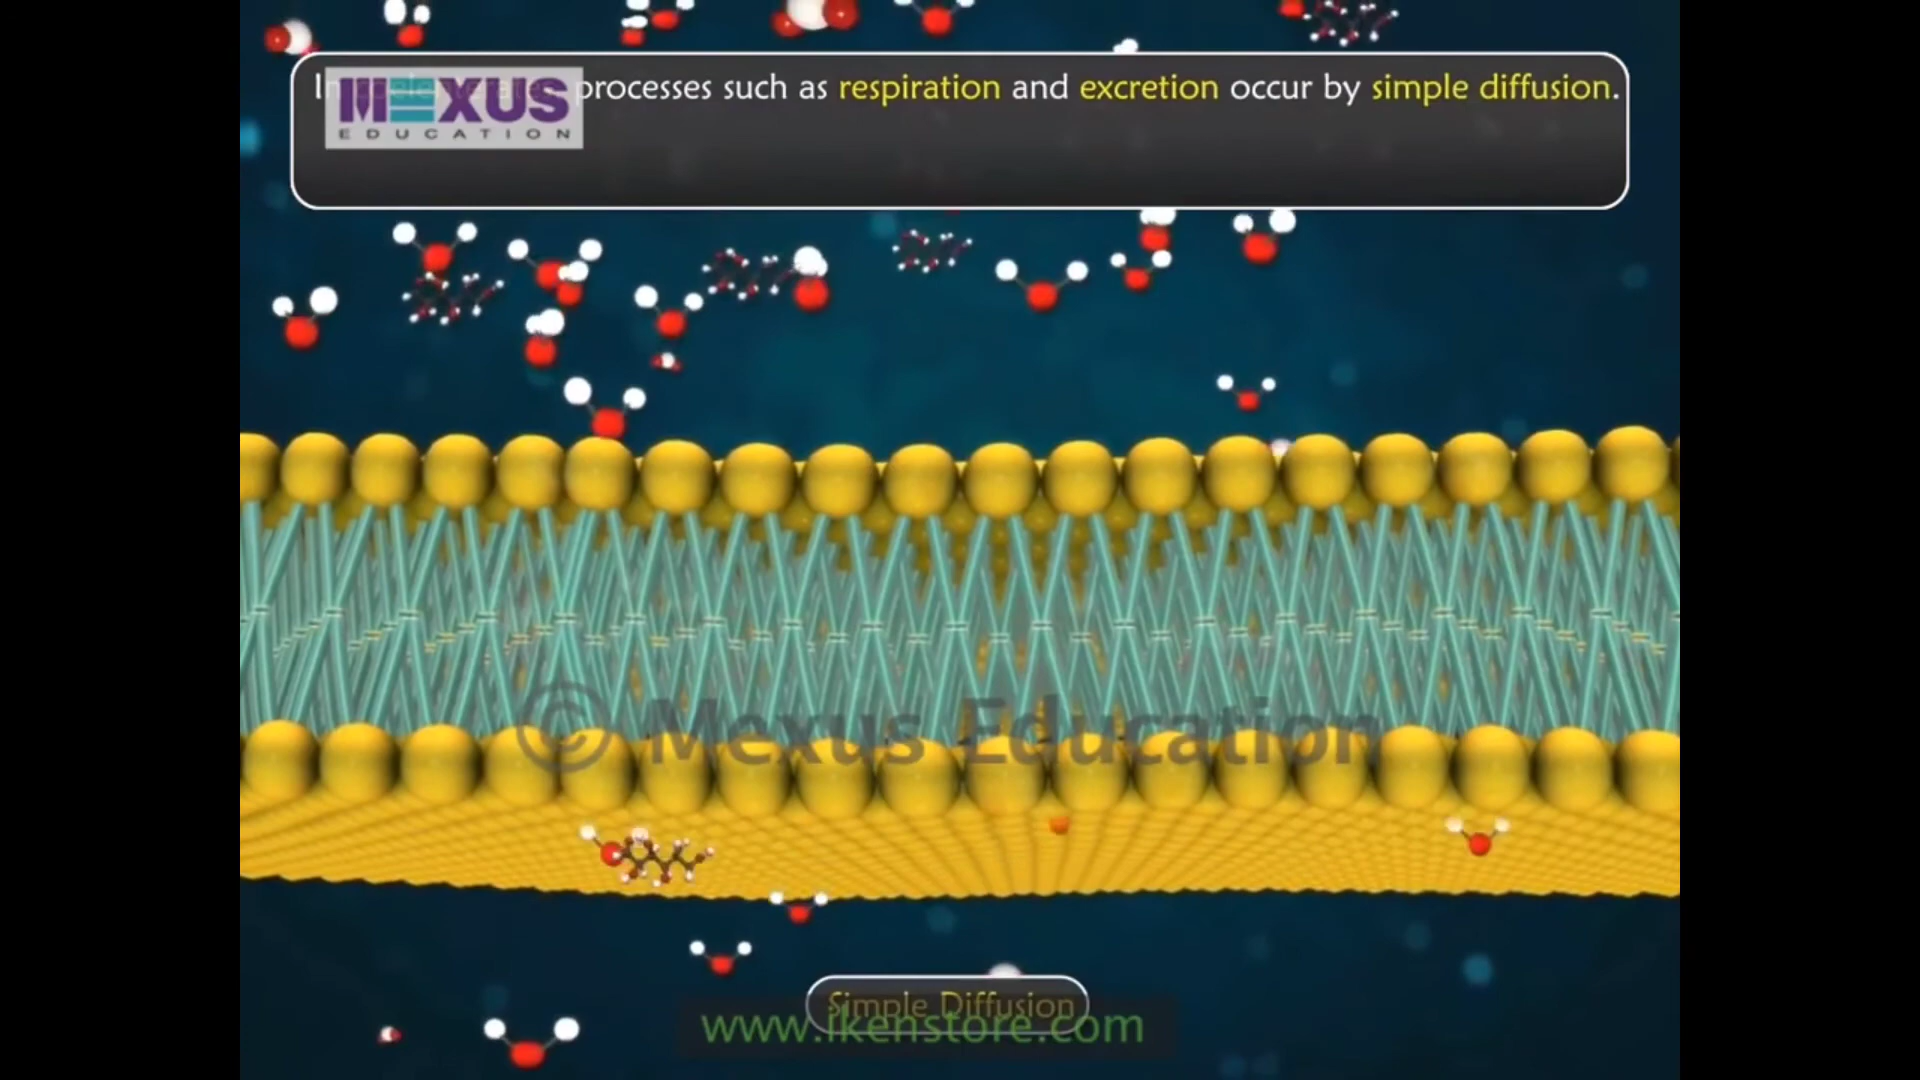 In processes such as respiration and excretion occur by simple diffusion.
MEXUS
EDUCATION
© Mexus Education
Simple Diffusion
www.ikenstore.com